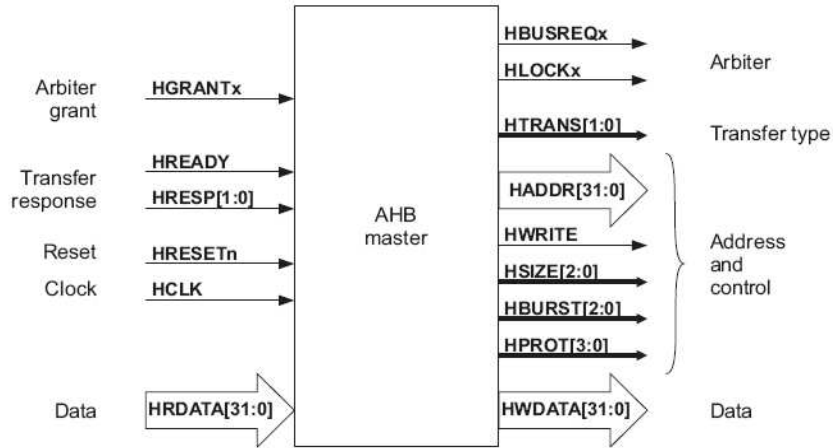 Arbiter
grant
HGRANTx
Transfer
response
HREADY
HRESP[1:0]
Reset
HRESETn
Clock
HCLK
Data
HRDATA[31:0]
AHB
master
HBUSREQx
HLOCKx
Arbiter
HTRANS[1:0]
Transfer type
HADDR[31:0]
HWRITE
HSIZE[2:0]
HBURST[2:0]
HPROT[3:0]
Address
and
control
HWDATA[31:0]
Data